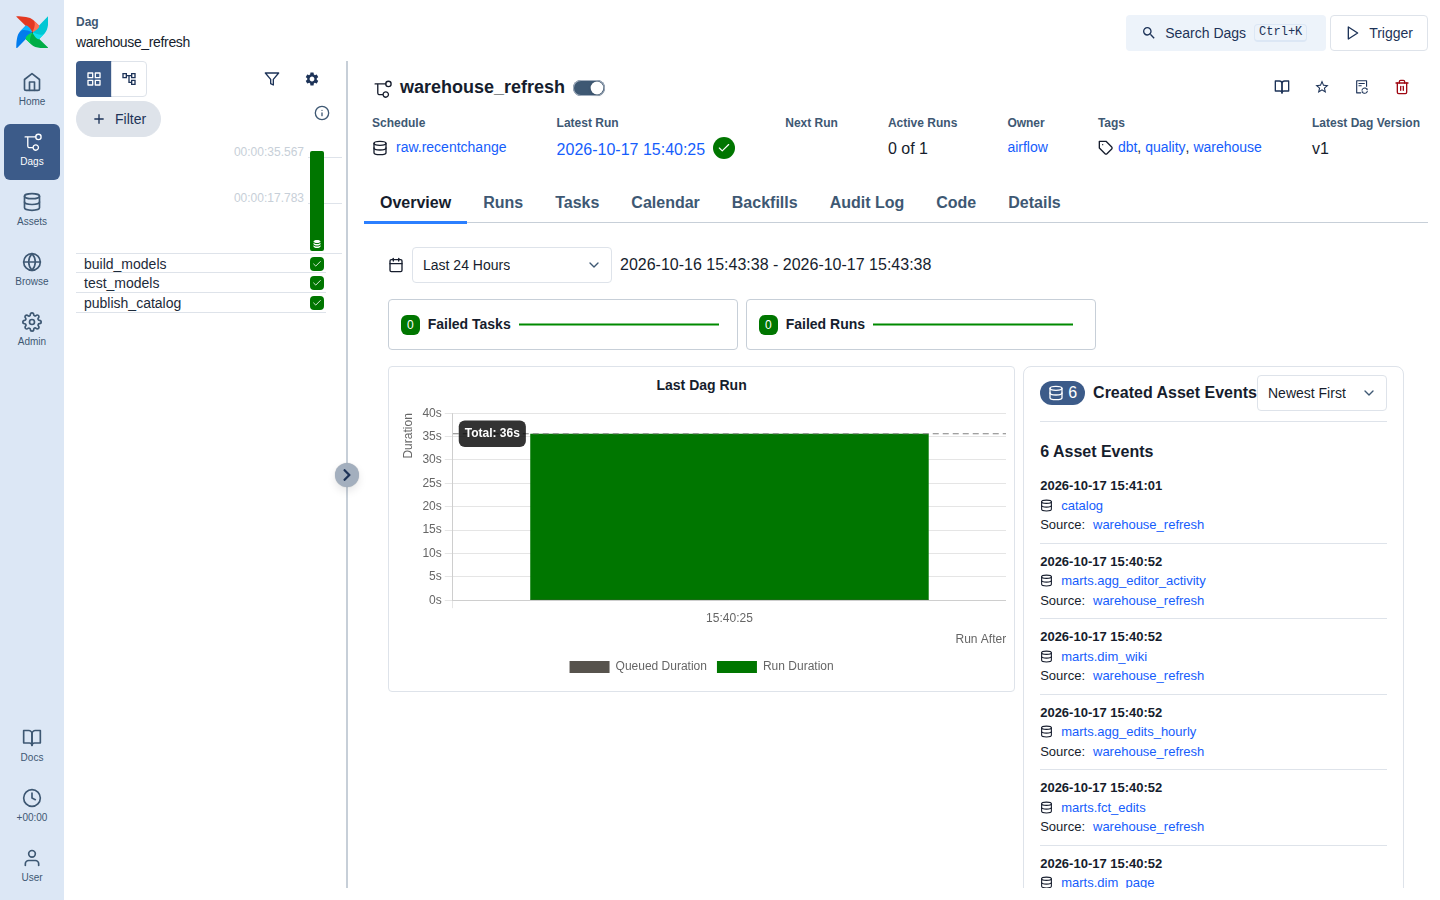 Dag
warehouse_refresh
Search Dags Ctrl+K
Trigger
Home
Dags
Assets
Browse
Admin
Docs
+00:00
User
Filter
00:00:35.567
00:00:17.783
build_models
test_models
publish_catalog
warehouse_refresh
Schedule
raw.recentchange
Latest Run
2026-10-17 15:40:25
Next Run
Active Runs
0 of 1
Owner
airflow
Tags
dbt, quality, warehouse
Latest Dag Version
v1
Overview Runs Tasks Calendar Backfills Audit Log Code Details
Last 24 Hours 2026-10-16 15:43:38 - 2026-10-17 15:43:38
0 Failed Tasks
0 Failed Runs
Last Dag Run
Duration
40s
35s
30s
25s
20s
15s
10s
5s
0s
Total: 36s
15:40:25
Run After
Queued Duration Run Duration
6 Created Asset Events Newest First
6 Asset Events
2026-10-17 15:41:01
catalog
Source: warehouse_refresh
2026-10-17 15:40:52
marts.agg_editor_activity
Source: warehouse_refresh
2026-10-17 15:40:52
marts.dim_wiki
Source: warehouse_refresh
2026-10-17 15:40:52
marts.agg_edits_hourly
Source: warehouse_refresh
2026-10-17 15:40:52
marts.fct_edits
Source: warehouse_refresh
2026-10-17 15:40:52
marts.dim_page